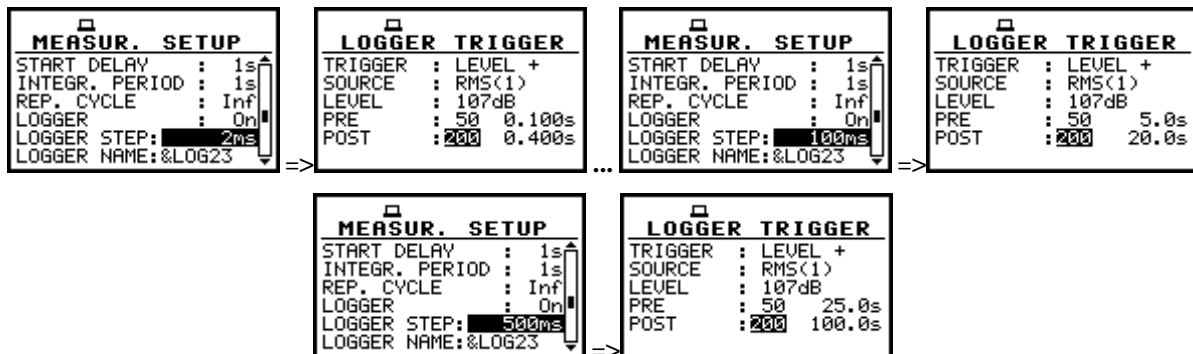 MEASUR. SETUP
START DELAY : 1s
INTEGR. PERIOD : 1s
REP. CYCLE : Inf
LOGGER : On
LOGGER STEP: 2ms
LOGGER NAME:&LOG23
=>
LOGGER TRIGGER
TRIGGER : LEVEL +
SOURCE : RMS(1)
LEVEL : 107dB
PRE : 50 0.100s
POST :200 0.400s
...
MEASUR. SETUP
START DELAY : 1s
INTEGR. PERIOD : 1s
REP. CYCLE : Inf
LOGGER : On
LOGGER STEP: 100ms
LOGGER NAME:&LOG23
=>
LOGGER TRIGGER
TRIGGER : LEVEL +
SOURCE : RMS(1)
LEVEL : 107dB
PRE : 50 5.0s
POST :200 20.0s
MEASUR. SETUP
START DELAY : 1s
INTEGR. PERIOD : 1s
REP. CYCLE : Inf
LOGGER : On
LOGGER STEP: 500ms
LOGGER NAME:&LOG23
=>
LOGGER TRIGGER
TRIGGER : LEVEL +
SOURCE : RMS(1)
LEVEL : 107dB
PRE : 50 25.0s
POST :200 100.0s